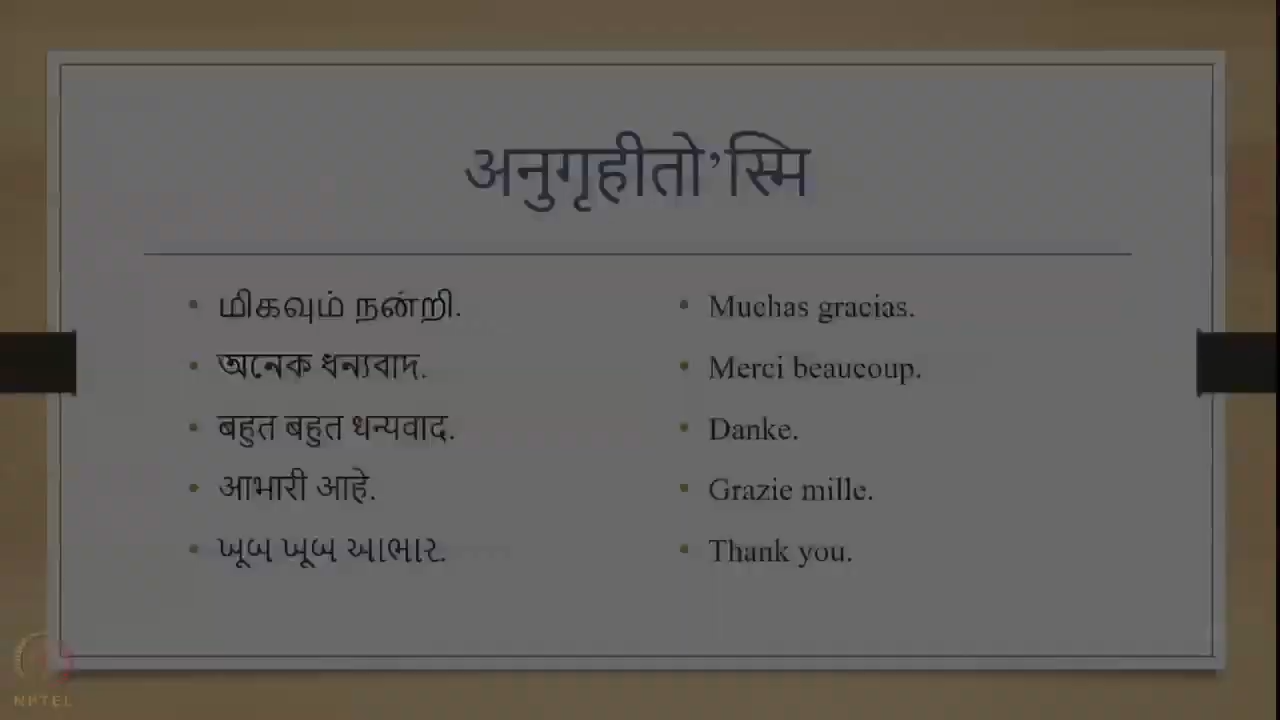 अनुगृहीतो’स्मि
மிகவும் நன்றி.
অনেক ধন্যবাদ.
बहुत बहुत धन्यवाद.
आभारी आहे.
ખૂબ ખૂબ આભાર.
Muchas gracias.
Merci beaucoup.
Danke.
Grazie mille.
Thank you.
NPTEL